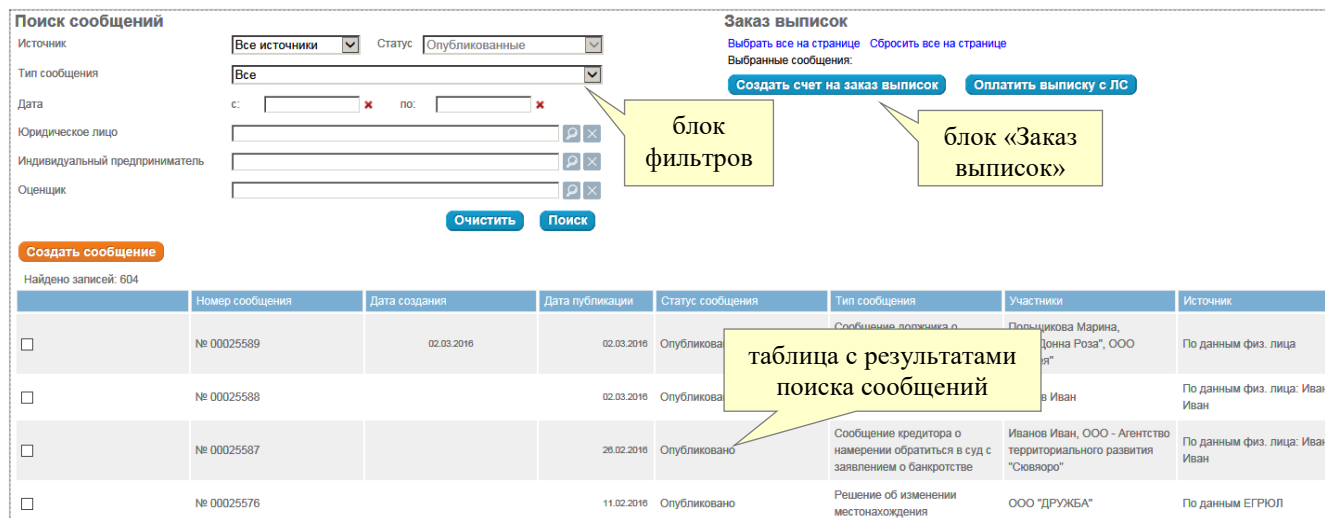 Поиск сообщений
Источник Все источники Статус Опубликованные
Тип сообщения Все
Дата с: по:
Юридическое лицо
Индивидуальный предприниматель
Оценщик
Очистить Поиск
Заказ выписок
Выбрать все на странице Сбросить все на странице
Выбранные сообщения:
Создать счет на заказ выписок Оплатить выписку с ЛС
блок
фильтров
блок «Заказ
выписок»
Создать сообщение
Найдено записей: 604
Номер сообщения Дата создания Дата публикации Статус сообщения Тип сообщения Участники Источник
№ 00025589 02.03.2016 02.03.2016 По данным физ. лица
Сообщение должника о
Польщикова Марина,
Донна Роза", ООО
таблица с результатами
поиска сообщений
№ 00025588 02.03.2016 Иван
По данным физ. лица: Иван
Иван
№ 00025587 26.02.2016 Опубликовано
Сообщение кредитора о
намерении обратиться в суд с
заявлением о банкротстве
Иванов Иван, ООО - Агентство
территориального развития
"Сювяоро"
По данным физ. лица: Иван
Иван
№ 00025576 11.02.2016 Опубликовано
Решение об изменении
местонахождения
ООО "ДРУЖБА" По данным ЕГРЮЛ